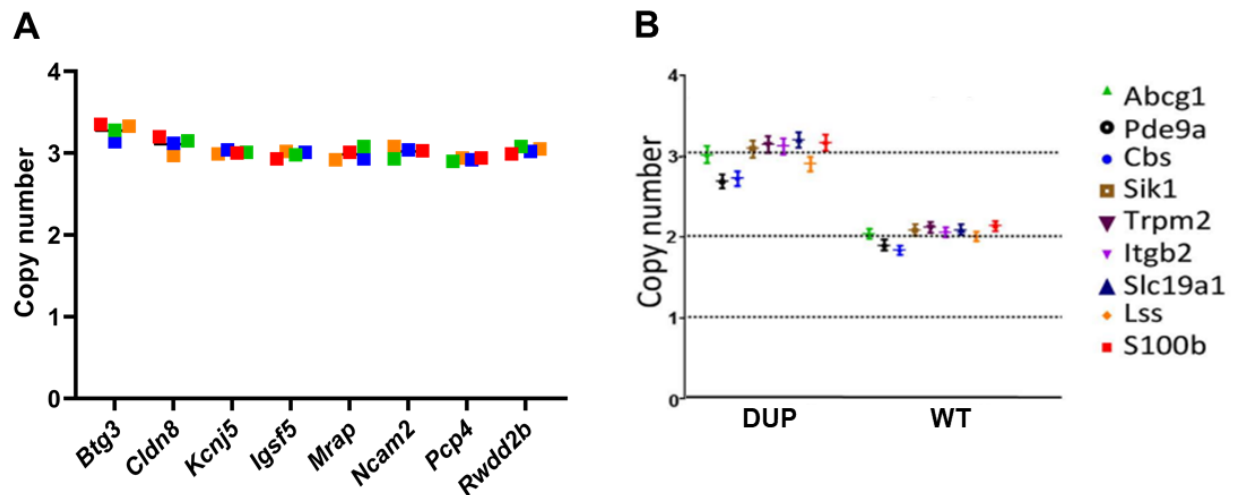 A
Copy number
4
3
2
1
0
Btg3
Cldn8
Kcnj5
Igsf5
Mrap
Ncam2
Pcp4
Rwdd2b
B
Copy number
4
3
2
1
0
DUP
WT
Abcg1
Pde9a
Cbs
Sik1
Trpm2
Itgb2
Slc19a1
Lss
S100b